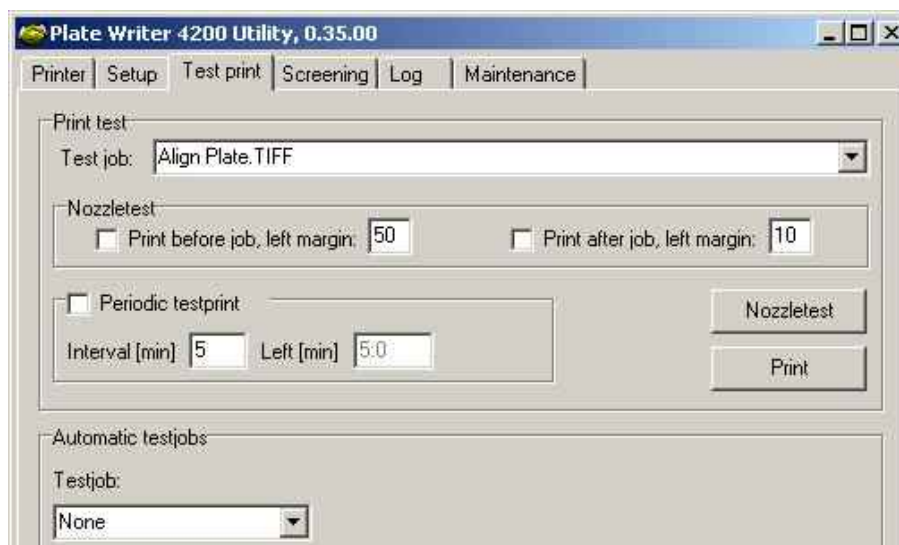 Plate Writer 4200 Utility, 0.35.00
Printer Setup Test print Screening Log Maintenance
Print test
Test job: Align Plate.TIFF
Nozzletest
Print before job, left margin: 50 Print after job, left margin: 10
Periodic testprint
Nozzletest
Interval [min] 5 Left [min] 5:0
Print
Automatic testjobs
Testjob:
None